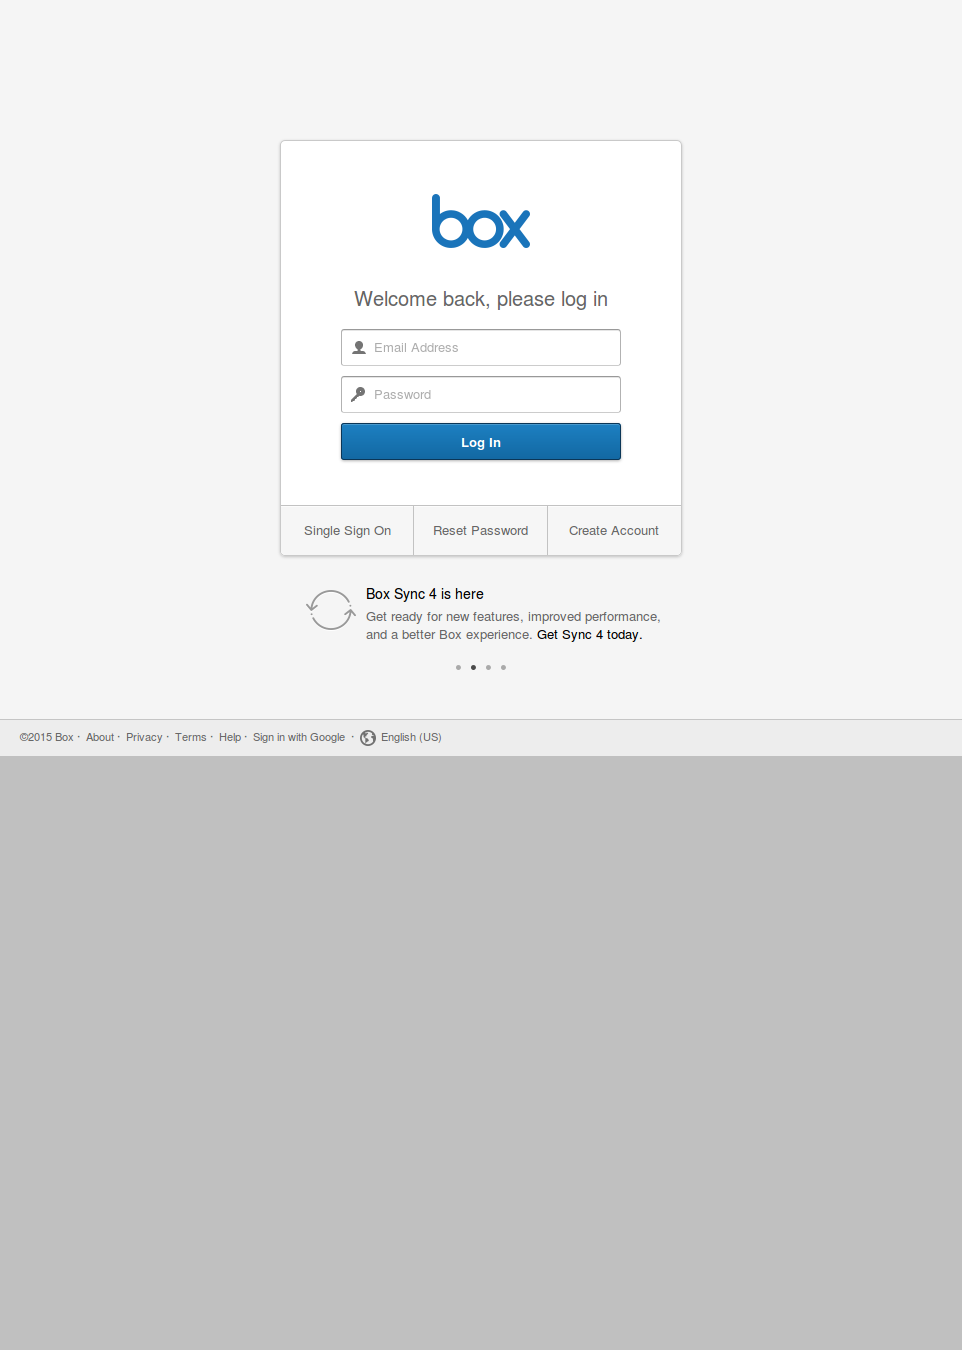 box
Welcome back, please log in
Email Address
Password
Log In
Single Sign On Reset Password Create Account
Box Sync 4 is here
Get ready for new features, improved performance,
and a better Box experience. Get Sync 4 today.
©2015 Box · About · Privacy · Terms · Help · Sign in with Google · English (US)